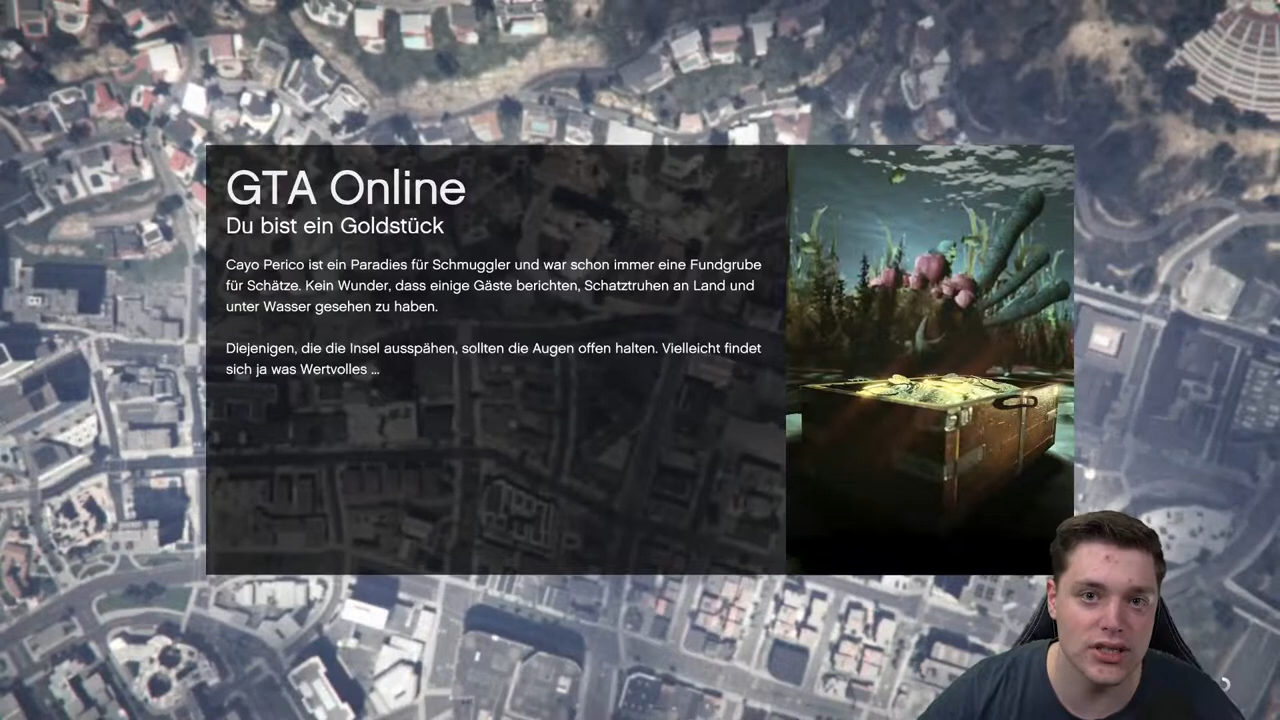 GTA Online
Du bist ein Goldstück
Cayo Perico ist ein Paradies für Schmuggler und war schon immer eine Fundgrube
für Schätze. Kein Wunder, dass einige Gäste berichten, Schatztruhen an Land und
unter Wasser gesehen zu haben.
Diejenigen, die die Insel ausspähen, sollten die Augen offen halten. Vielleicht findet
sich ja was Wertvolles ...